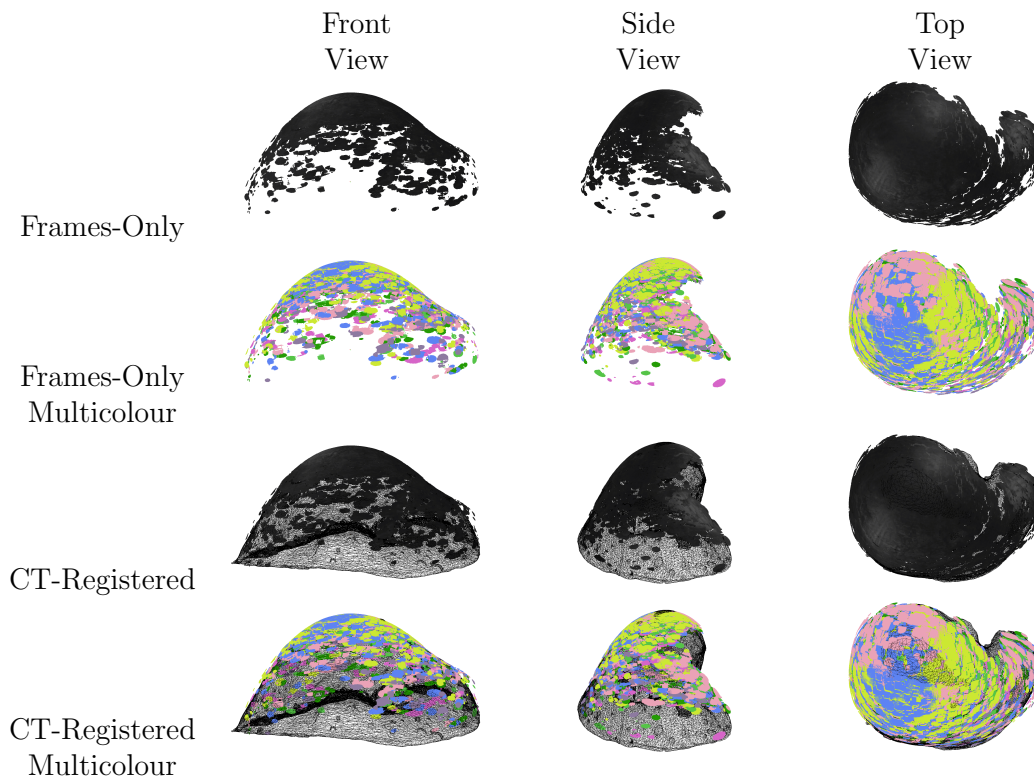 Front
View
Side
View
Top
View
Frames-Only
Frames-Only
Multicolour
CT-Registered
CT-Registered
Multicolour